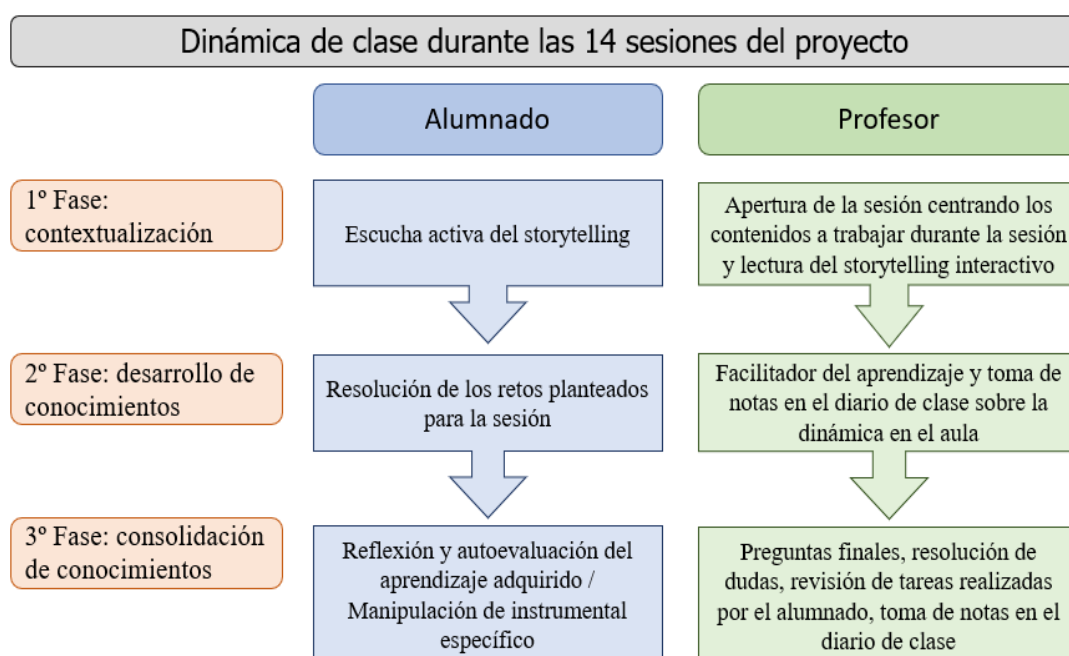 Dinámica de clase durante las 14 sesiones del proyecto
Alumnado
Profesor
1º Fase:
contextualización
Escucha activa del storytelling
Apertura de la sesión centrando los
contenidos a trabajar durante la sesión
y lectura del storytelling interactivo
2º Fase: desarrollo de
conocimientos
Resolución de los retos planteados
para la sesión
Facilitador del aprendizaje y toma de
notas en el diario de clase sobre la
dinámica en el aula
3º Fase: consolidación
de conocimientos
Reflexión y autoevaluación del
aprendizaje adquirido /
Manipulación de instrumental
específico
Preguntas finales, resolución de
dudas, revisión de tareas realizadas
por el alumnado, toma de notas en el
diario de clase